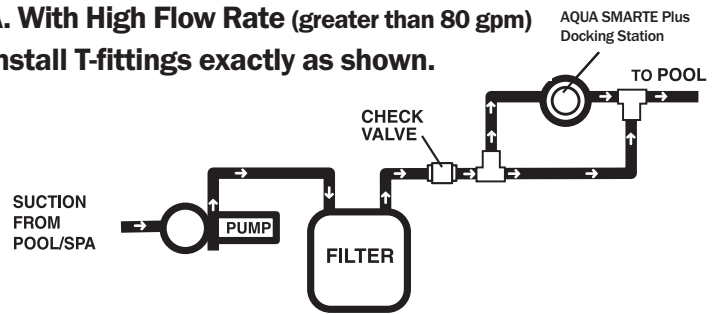 . With High Flow Rate (greater than 80 gpm)
nstall T-fittings exactly as shown.
AQUA SMARTE Plus
Docking Station
TO POOL
CHECK
VALVE
SUCTION
FROM
POOL/SPA
PUMP
FILTER